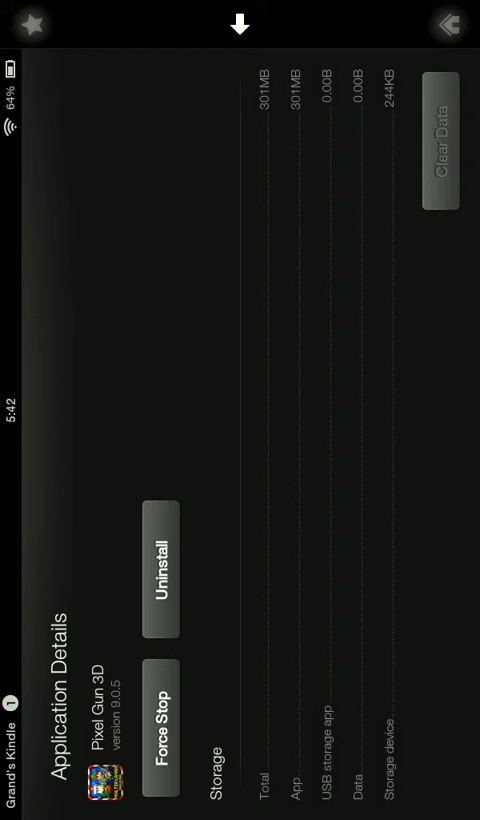 Grand's Kindle 1 5:42 64%
Application Details
Pixel Gun 3D
version 9.0.5
Force Stop Uninstall
Storage
Total 301MB
App 301MB
USB storage app 0.00B
Data 0.00B
Storage device 244KB
Clear Data